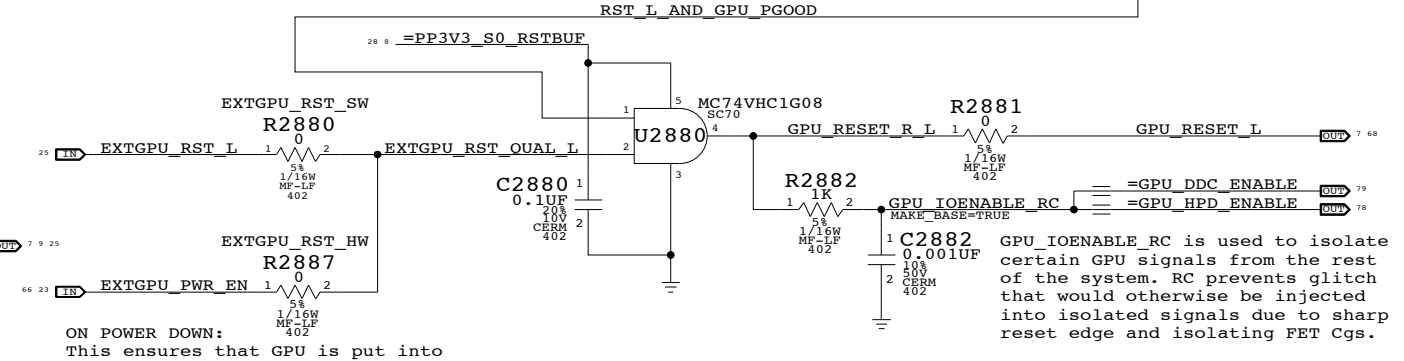 RST_L_AND_GPU_PGOOD
28 8 =PP3V3_S0_RSTBUF
EXTGPU_RST_SW
R2880
0
25 IN EXTGPU_RST_L 1 2 EXTGPU_RST_QUAL_L
5%
1/16W
MF-LF
402
MC74VHC1G08
SC70
U2880
1
2
5
4
3
C2880 1
0.1UF
20%
10V
CERM
402
2
GPU_RESET_R_L
R2881
0
1 2
5%
1/16W
MF-LF
402
GPU_RESET_L OUT 7 68
R2882
1K
1 2
5%
1/16W
MF-LF
402
GPU_IOENABLE_RC
MAKE_BASE=TRUE
=GPU_DDC_ENABLE OUT 79
=GPU_HPD_ENABLE OUT 78
1 C2882
0.001UF
10%
50V
2 CERM
402
GPU_IOENABLE_RC is used to isolate
certain GPU signals from the rest
of the system. RC prevents glitch
that would otherwise be injected
into isolated signals due to sharp
reset edge and isolating FET Cgs.
OUT 7 9 25
EXTGPU_RST_HW
R2887
0
66 23 IN EXTGPU_PWR_EN 1 2
5%
1/16W
MF-LF
402
ON POWER DOWN:
This ensures that GPU is put into